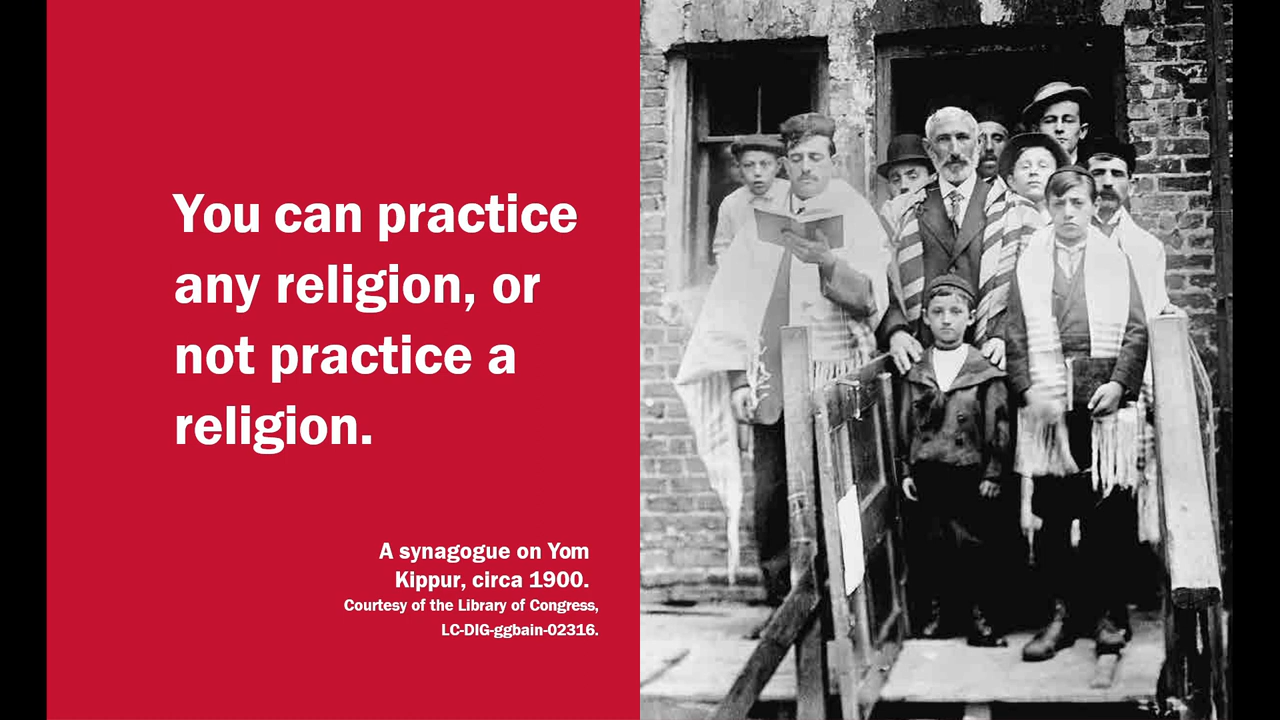 You can practice
any religion, or
not practice a
religion.
A synagogue on Yom
Kippur, circa 1900.
Courtesy of the Library of Congress,
LC-DIG-ggbain-02316.